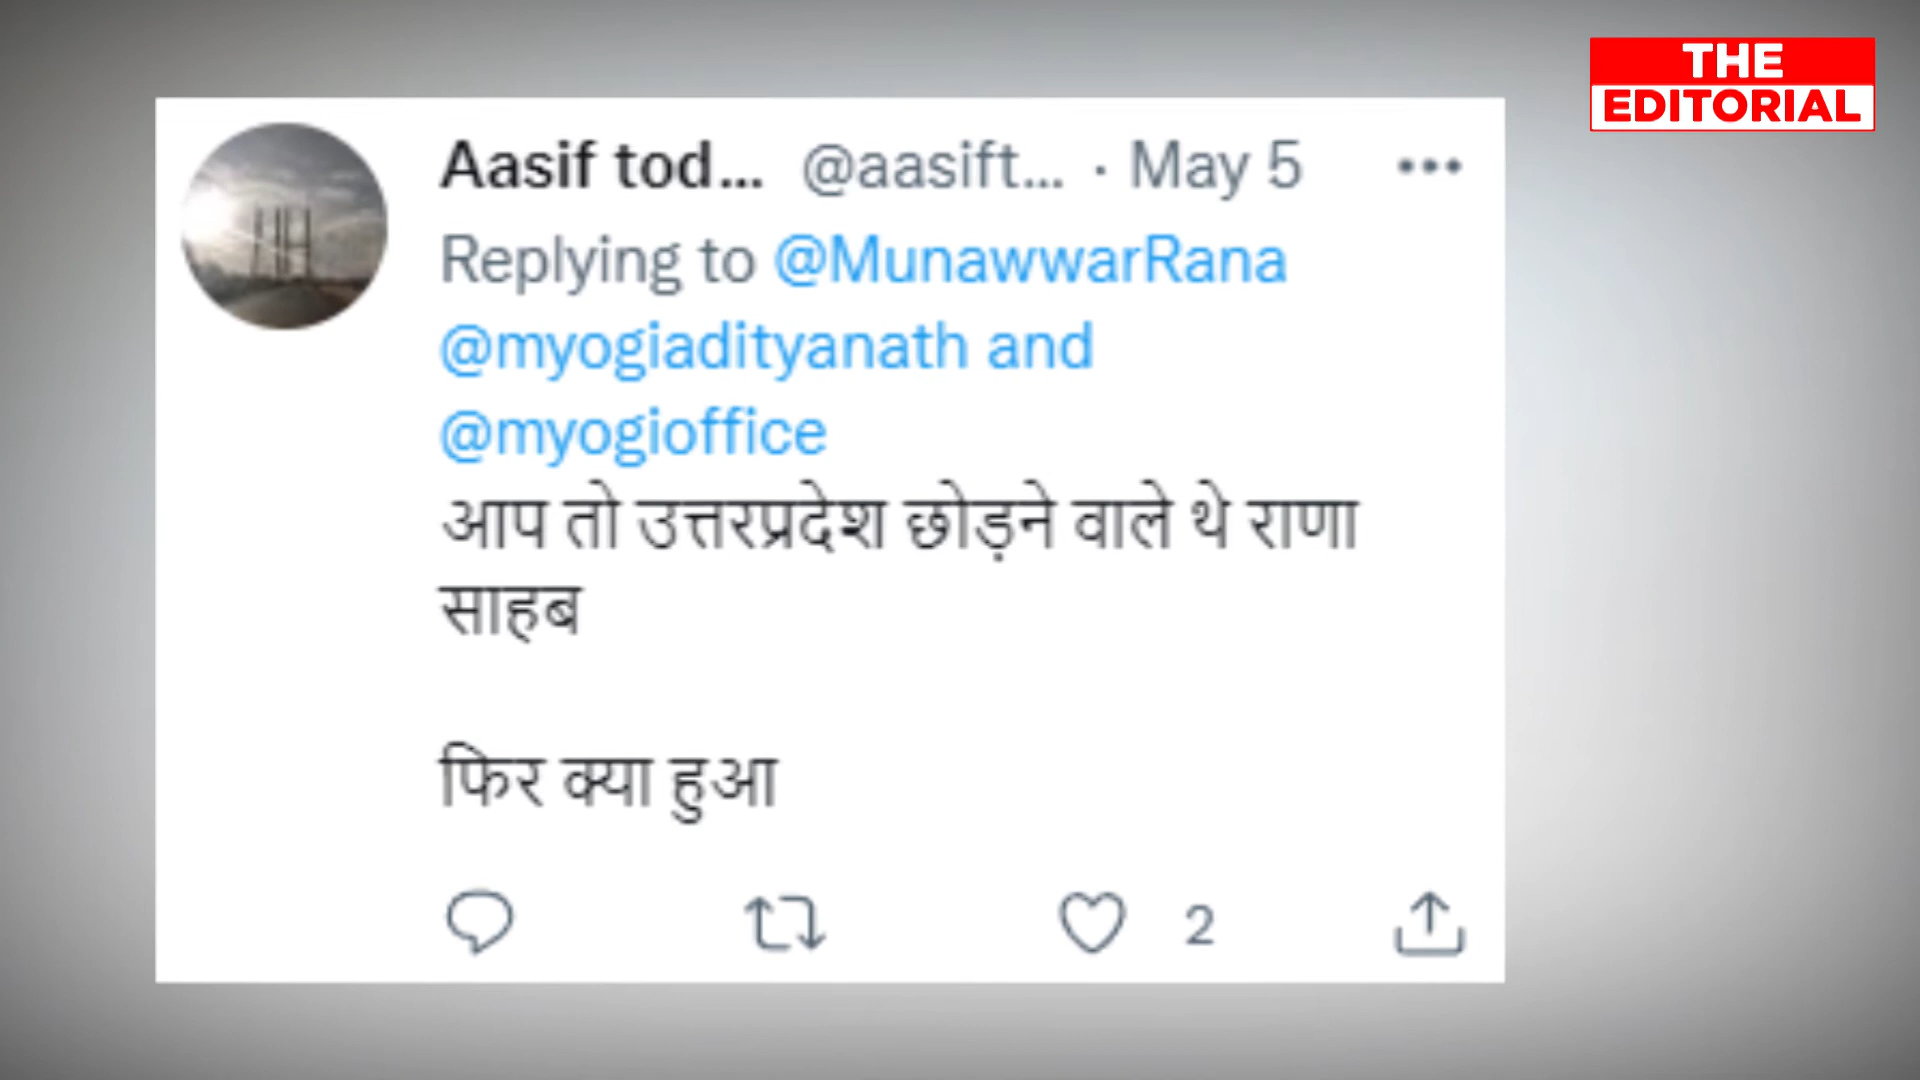 THE
EDITORIAL
Aasif tod... @aasift... · May 5
Replying to @MunawwarRana
@myogiadityanath and
@myogioffice
आप तो उत्तरप्रदेश छोड़ने वाले थे राणा
साहब
फिर क्या हुआ
2